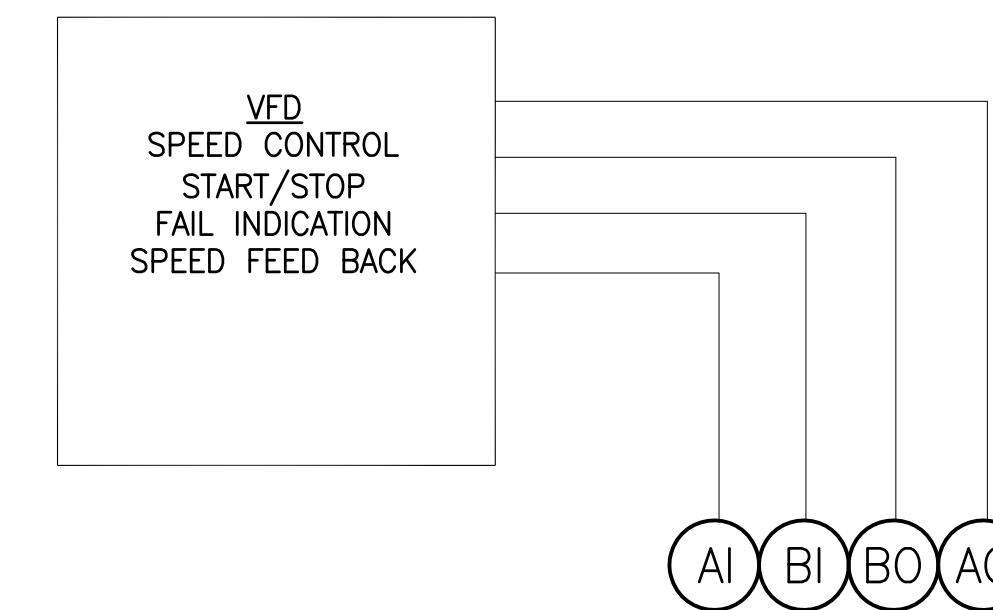 VFD
SPEED CONTROL
START/STOP
FAIL INDICATION
SPEED FEED BACK
AI BI BO